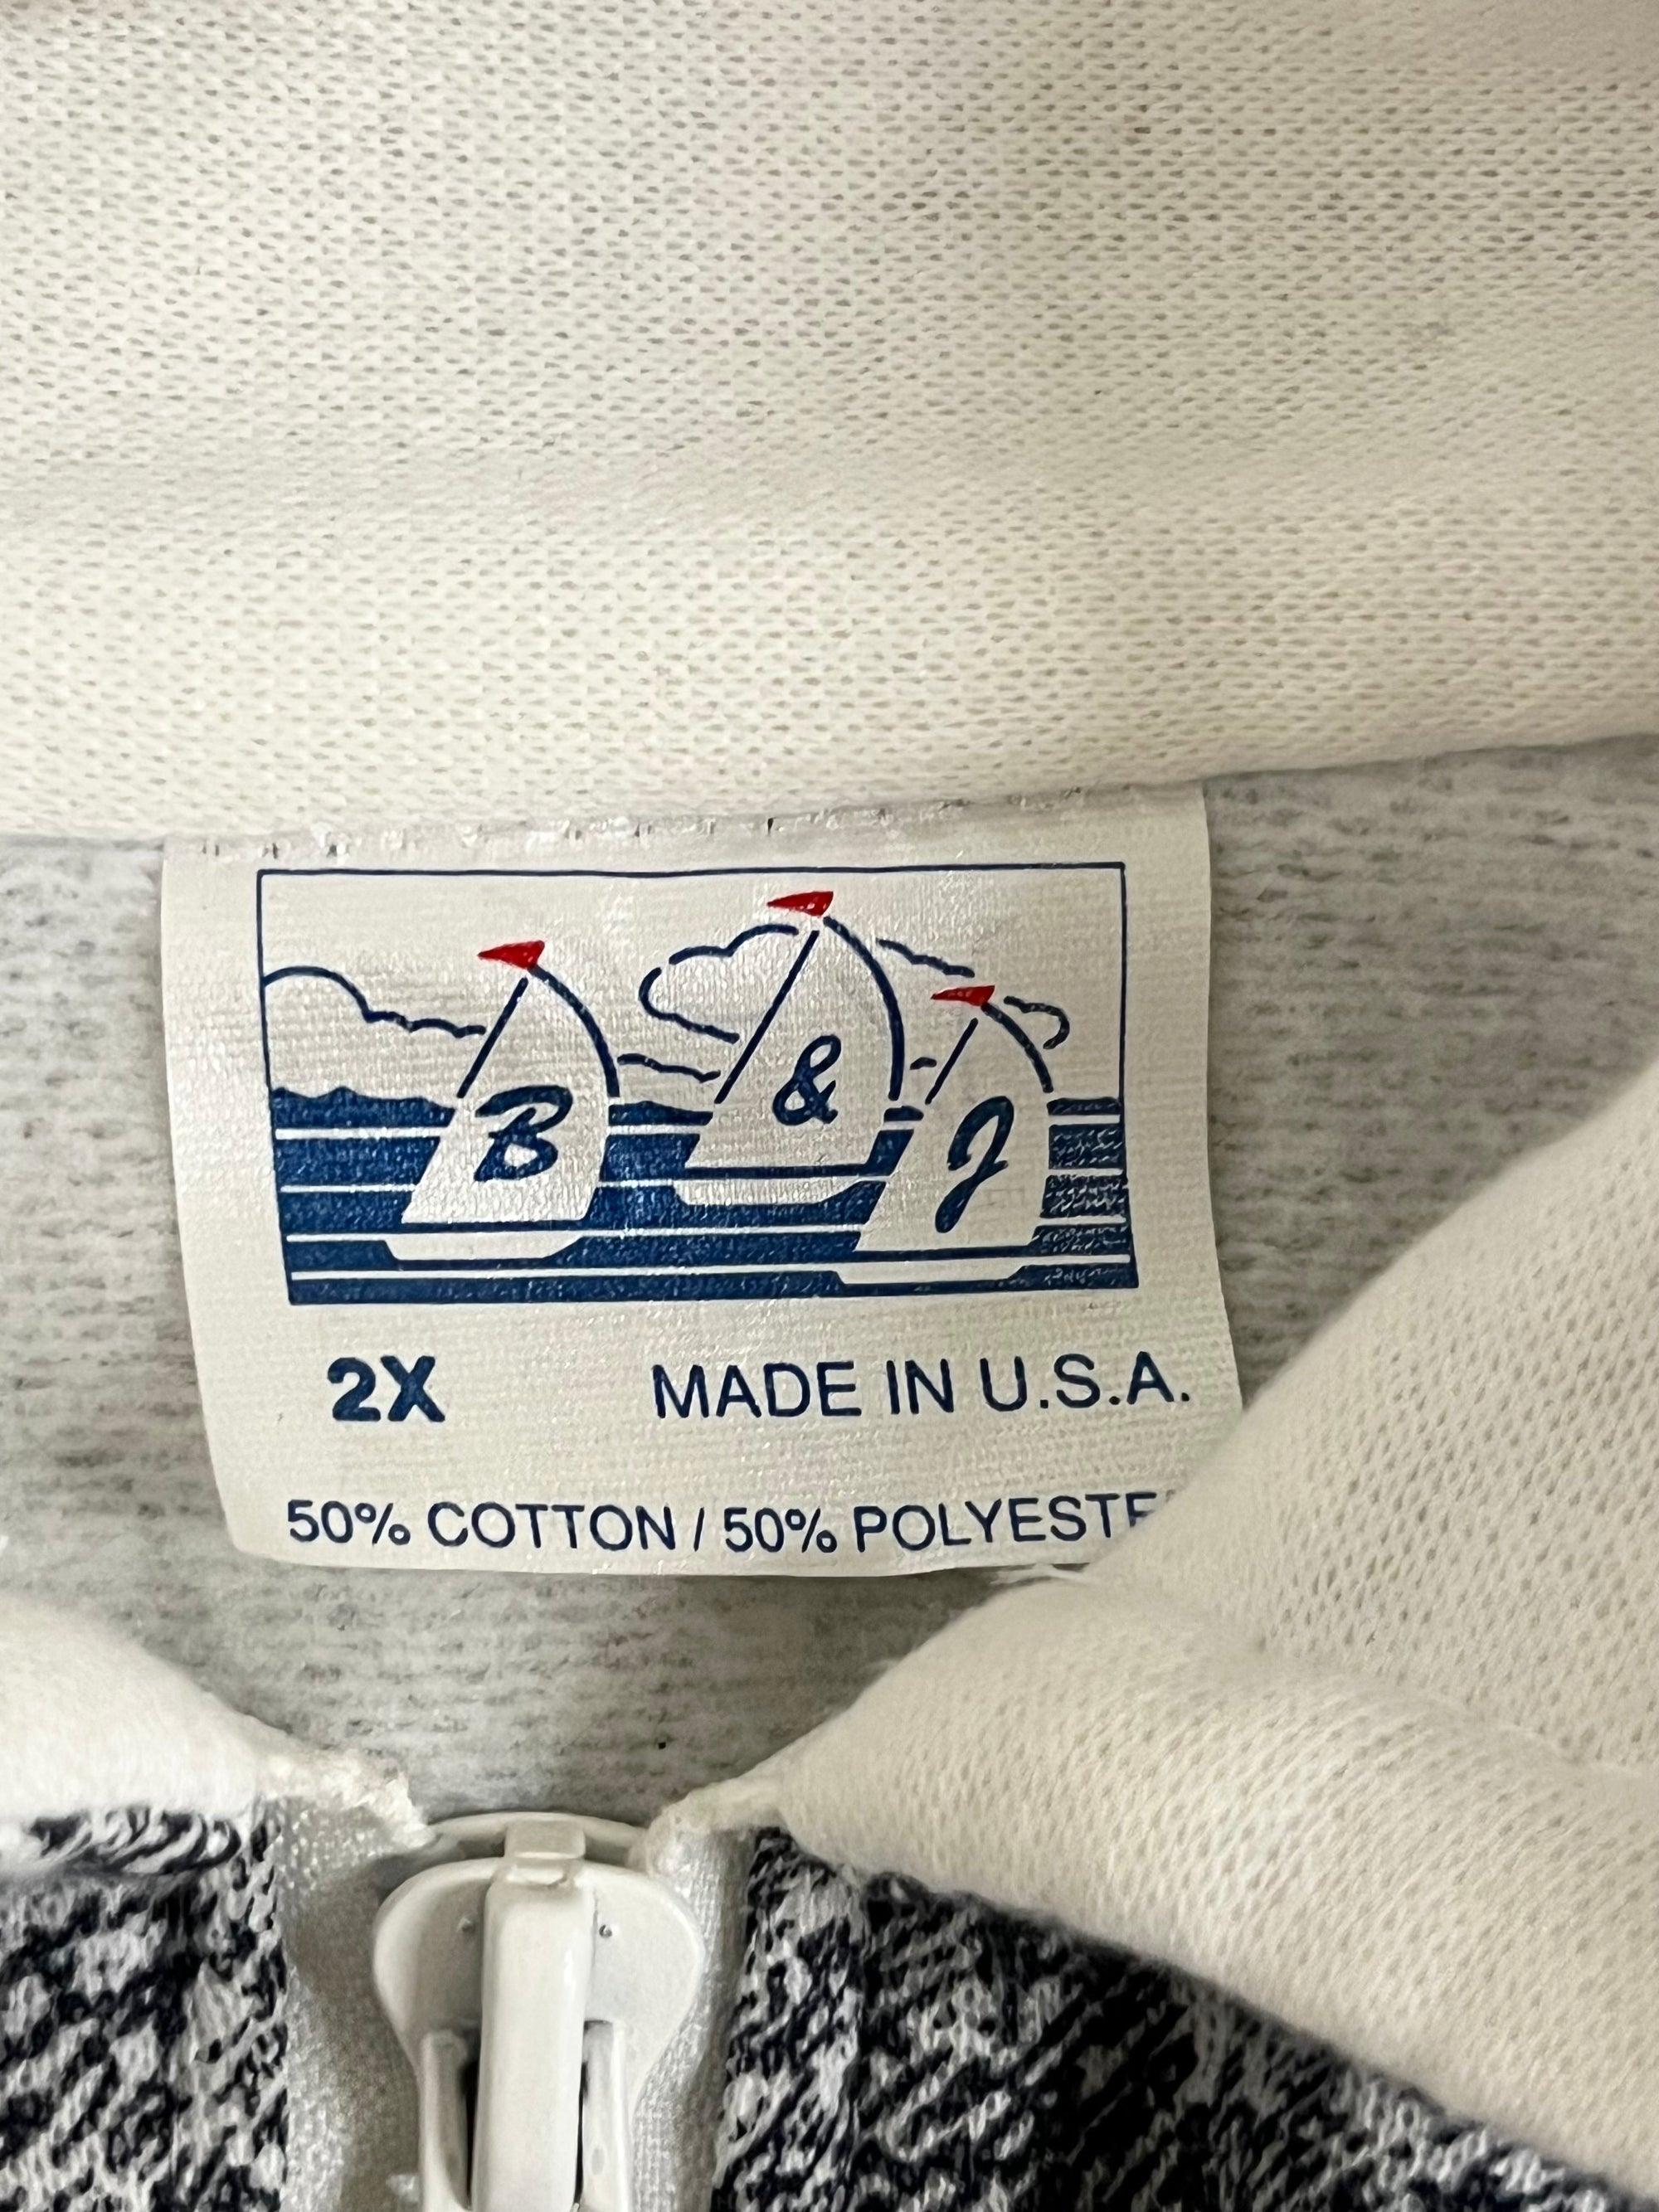 B & J
2X MADE IN U.S.A.
50% COTTON / 50% POLYESTE